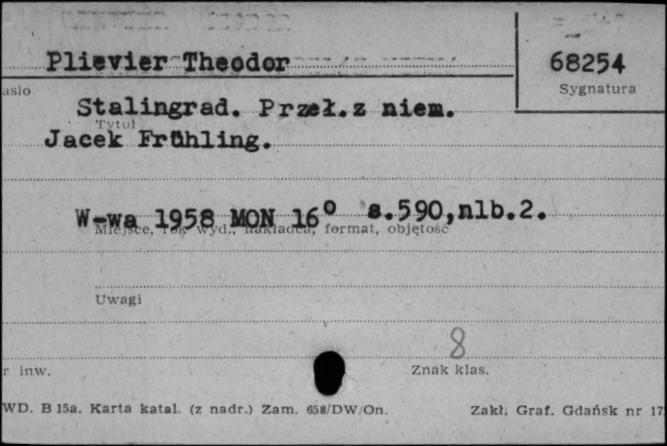 Plievier Theodor
68254
asło
Sygnatura
Stalingrad. Przeł.z niem.
Tytuł
Jacek Frühling.
W-wa 1958 MON 16° s.590,nlb.2.
Miejsce, rok wyd., nakładca, format, objętość
Uwagi
8
r inw.
Znak klas.
WD. B 15a. Karta katal. (z nadr.) Zam. 658/DW/On.
Zakł. Graf. Gdańsk nr 17